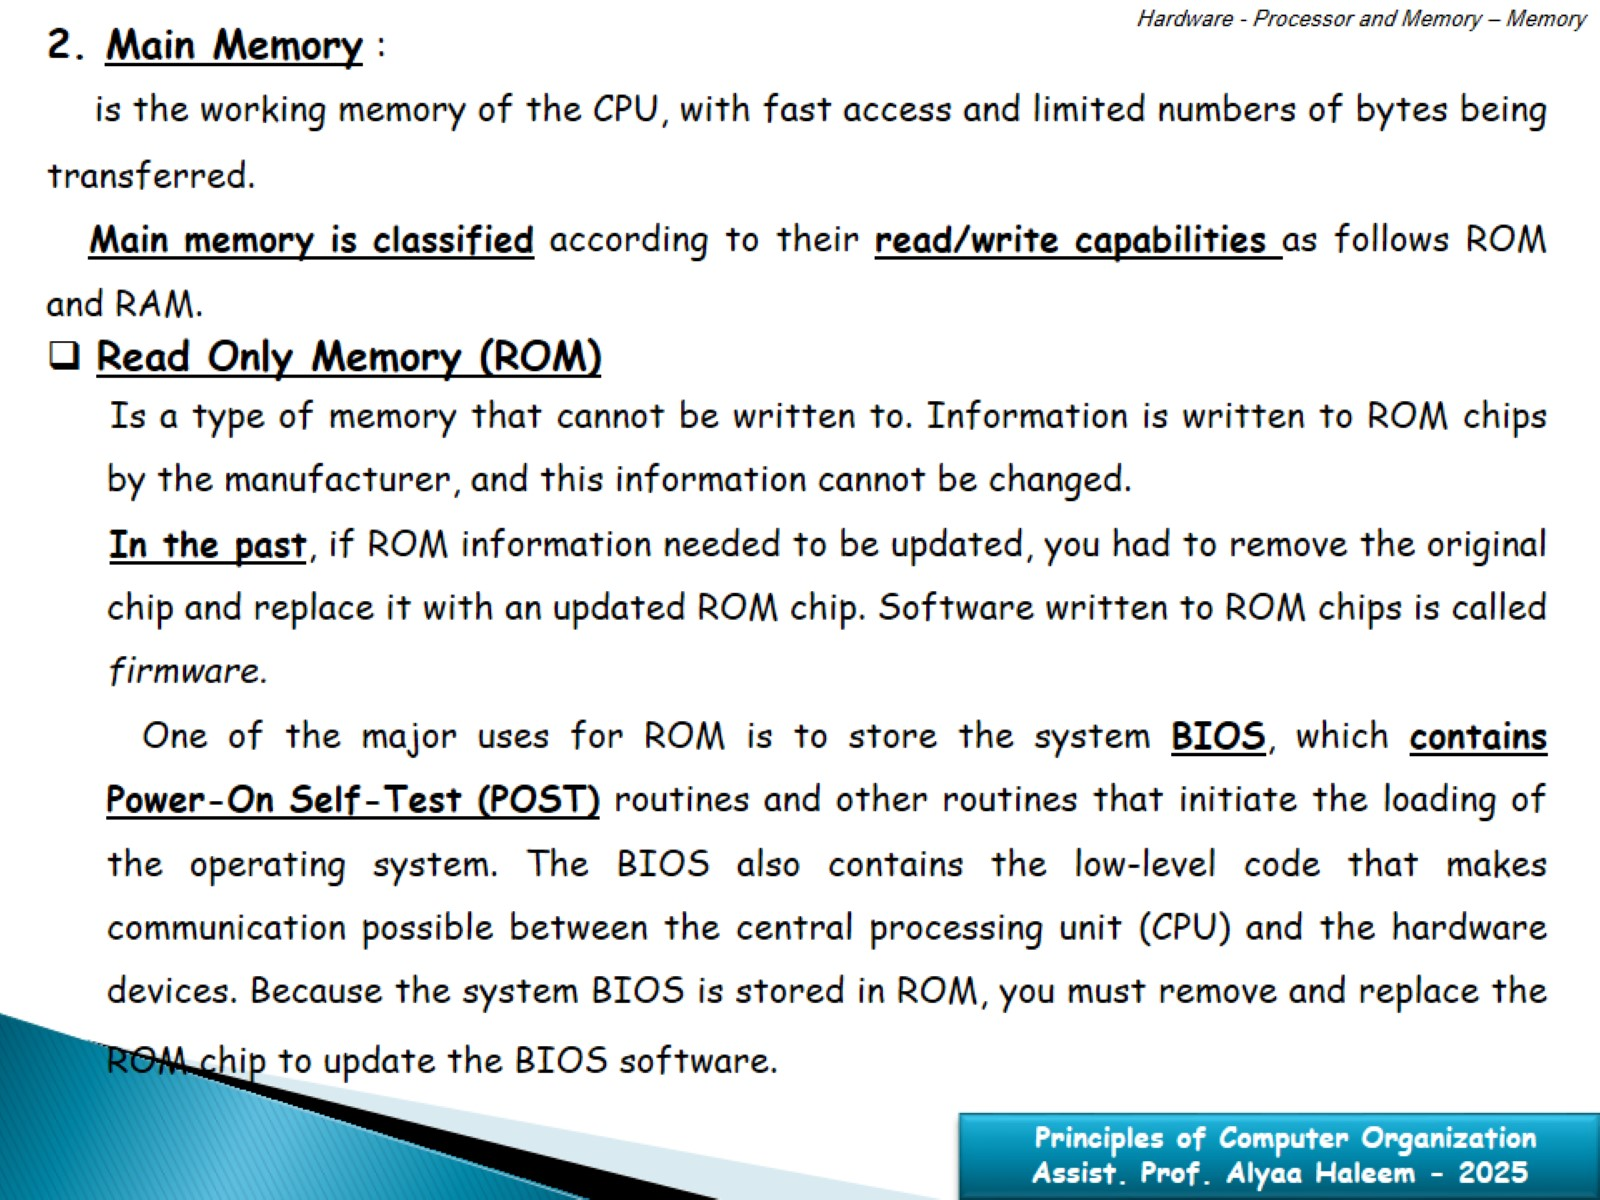 Hardware - Processor and Memory – Memory
2. Main Memory :
is the working memory of the CPU, with fast access and limited numbers of bytes being
transferred.
Main memory is classified according to their read/write capabilities as follows ROM
and RAM.
❑ Read Only Memory (ROM)
Is a type of memory that cannot be written to. Information is written to ROM chips
by the manufacturer, and this information cannot be changed.
In the past, if ROM information needed to be updated, you had to remove the original
chip and replace it with an updated ROM chip. Software written to ROM chips is called
firmware.
One of the major uses for ROM is to store the system BIOS, which contains
Power-On Self-Test (POST) routines and other routines that initiate the loading of
the operating system. The BIOS also contains the low-level code that makes
communication possible between the central processing unit (CPU) and the hardware
devices. Because the system BIOS is stored in ROM, you must remove and replace the
ROM chip to update the BIOS software.
Principles of Computer Organization
Assist. Prof. Alyaa Haleem - 2025